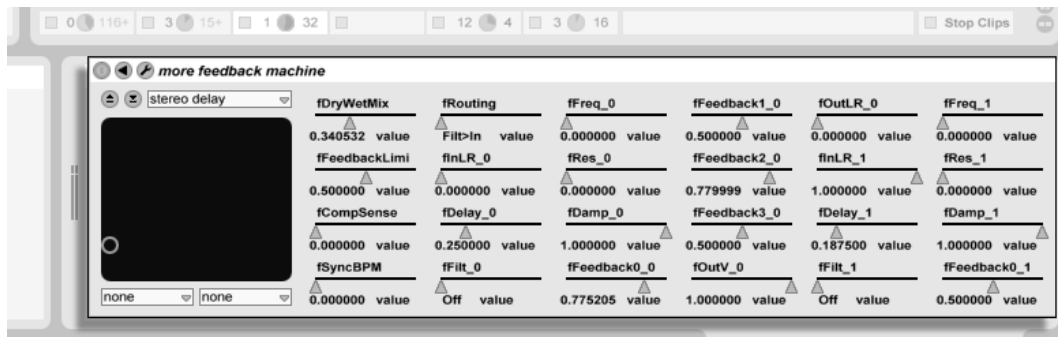 0 116+ 3 15+ 1 32 12 4 3 16 Stop Clips
more feedback machine
stereo delay
fDryWetMix fRouting fFreq_0 fFeedback1_0 fOutLR_0 fFreq_1
0.340532 value Filt>In value 0.000000 value 0.500000 value 0.000000 value 0.000000 value
fFeedbackLimi fInLR_0 fRes_0 fFeedback2_0 fInLR_1 fRes_1
0.500000 value 0.000000 value 0.000000 value 0.779999 value 1.000000 value 0.000000 value
fCompSense fDelay_0 fDamp_0 fFeedback3_0 fDelay_1 fDamp_1
0.000000 value 0.250000 value 1.000000 value 0.500000 value 0.187500 value 1.000000 value
fSyncBPM fFilt_0 fFeedback0_0 fOutV_0 fFilt_1 fFeedback0_1
none none 0.000000 value Off value 0.775205 value 1.000000 value Off value 0.500000 value